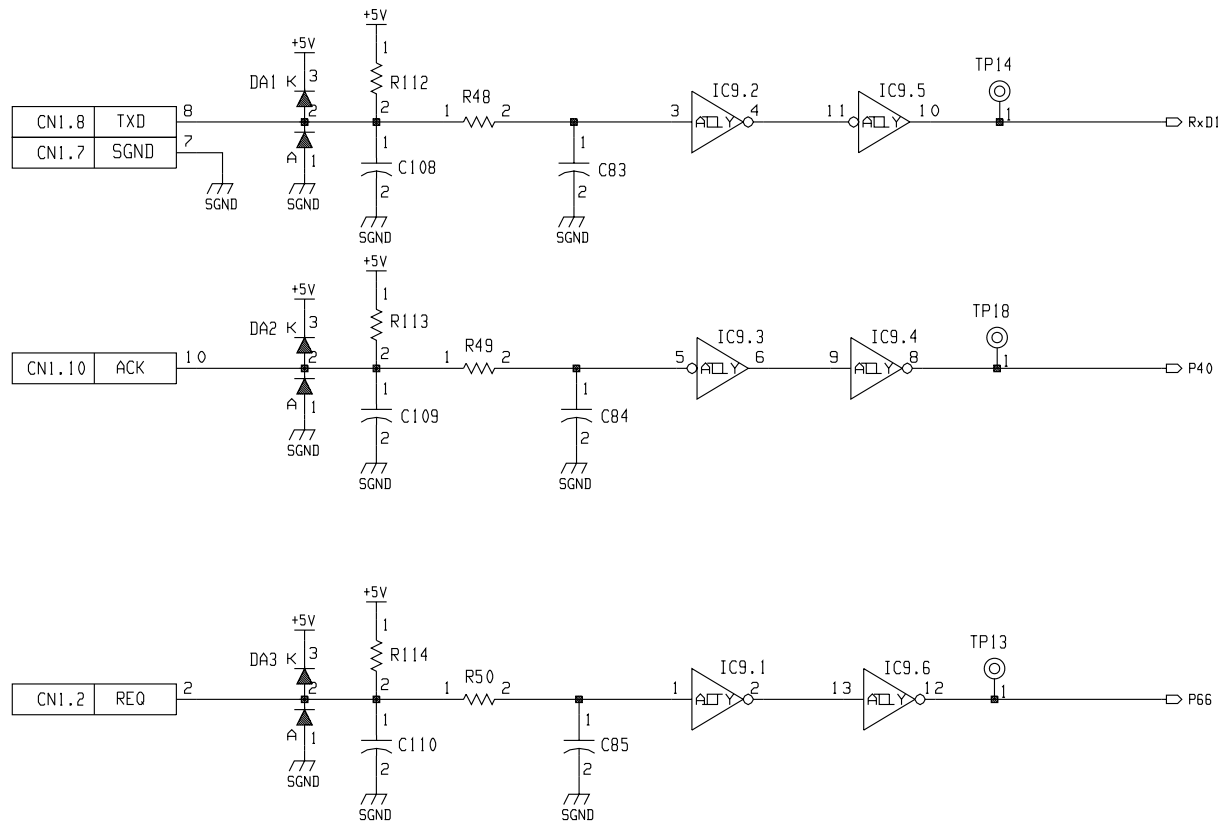 +5V
+5V
1
DA1 K 3
R112
TP14
IC9.2
IC9.5
R48
CN1.8 TXD 8
2 2 1 2 3 4 11 10 1 RxD1
CN1.7 SGND 7
A 1
1
C108
1
C83
2
2
SGND
SGND
SGND
SGND
+5V
+5V
1
DA2 K 3
R113
TP18
IC9.3
IC9.4
R49
CN1.10 ACK 10
2 2 1 2 5 6 9 8 1 P40
A 1
1
C109
1
C84
2
2
SGND
SGND
SGND
+5V
+5V
1
DA3 K 3
R114
TP13
IC9.1
IC9.6
R50
CN1.2 REQ 2
2 2 1 2 1 2 13 12 1 P66
A 1
1
C110
1
C85
2
2
SGND
SGND
SGND